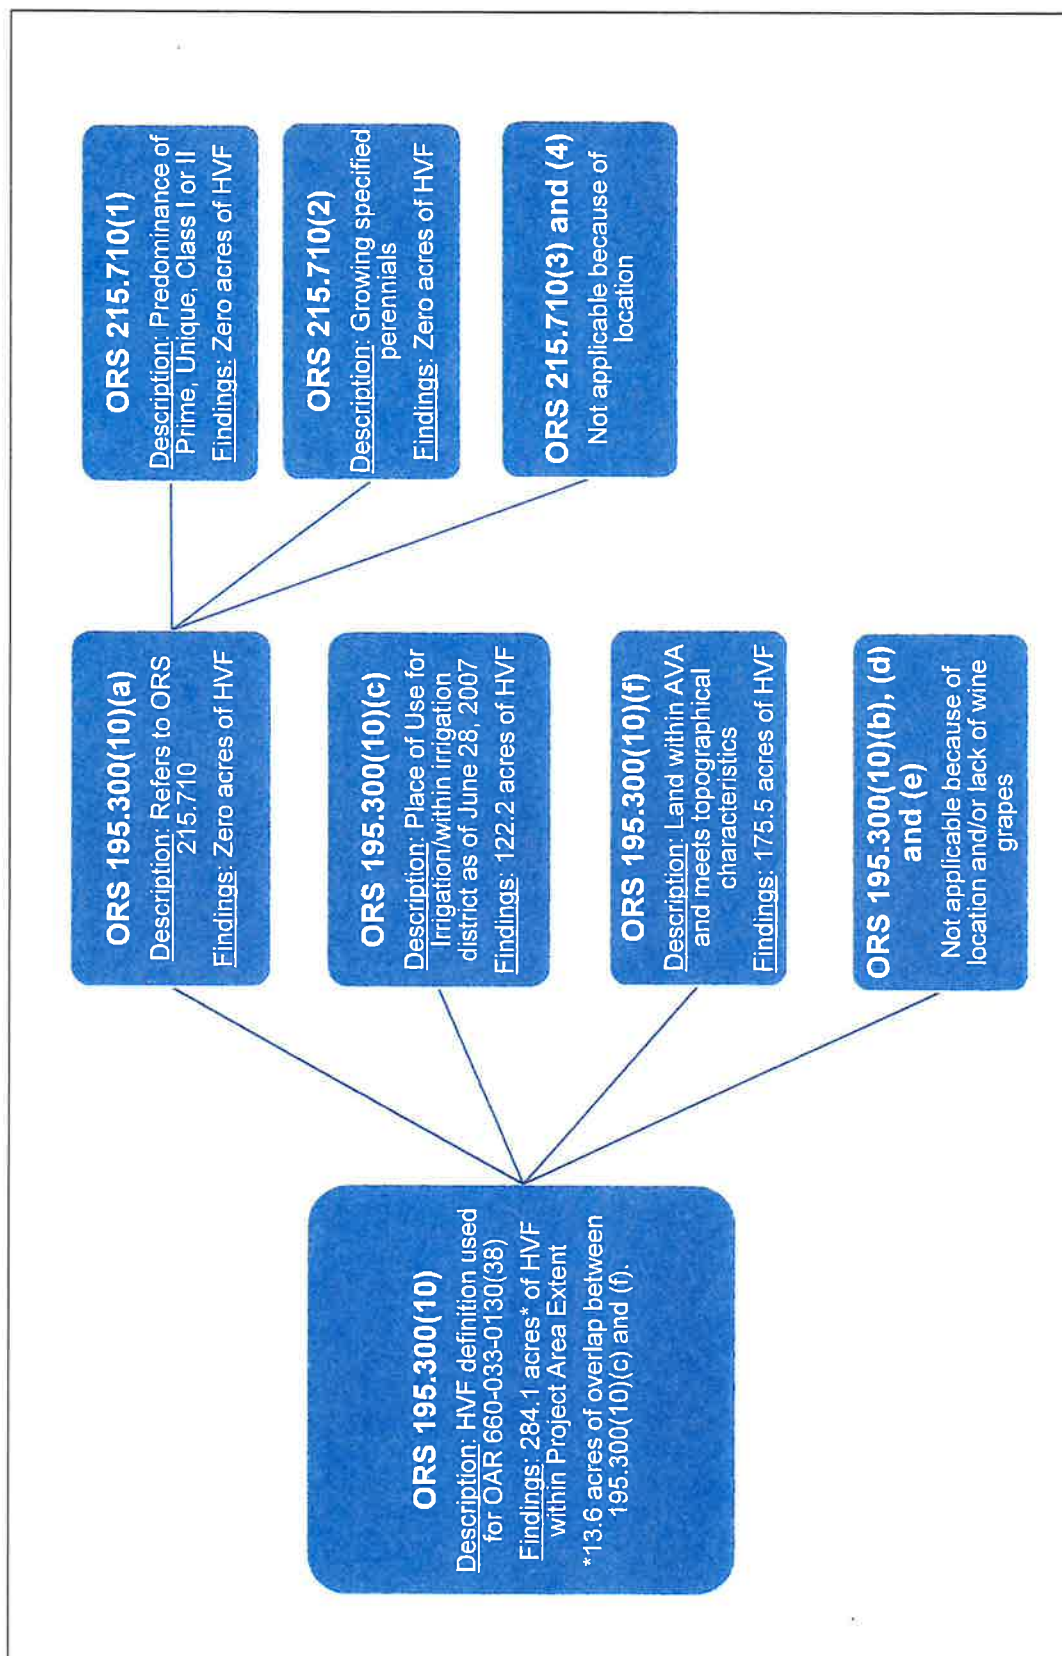 ORS 195.300(10)
Description: HVF definition used
for OAR 660-033-0130(38)
Findings: 284.1 acres* of HVF
within Project Area Extent
*13.6 acres of overlap between
195.300(10)(c) and (f).
ORS 195.300(10)(a)
Description: Refers to ORS
215.710
Findings: Zero acres of HVF
ORS 195.300(10)(c)
Description: Place of Use for
Irrigation/within irrigation
district as of June 28, 2007
Findings: 122.2 acres of HVF
ORS 195.300(10)(f)
Description: Land within AVA
and meets topographical
characteristics
Findings: 175.5 acres of HVF
ORS 195.300(10)(b), (d)
and (e)
Not applicable because of
location and/or lack of wine
grapes
ORS 215.710(1)
Description: Predominance of
Prime, Unique, Class I or II
Findings: Zero acres of HVF
ORS 215.710(2)
Description: Growing specified
perennials
Findings: Zero acres of HVF
ORS 215.710(3) and (4)
Not applicable because of
location